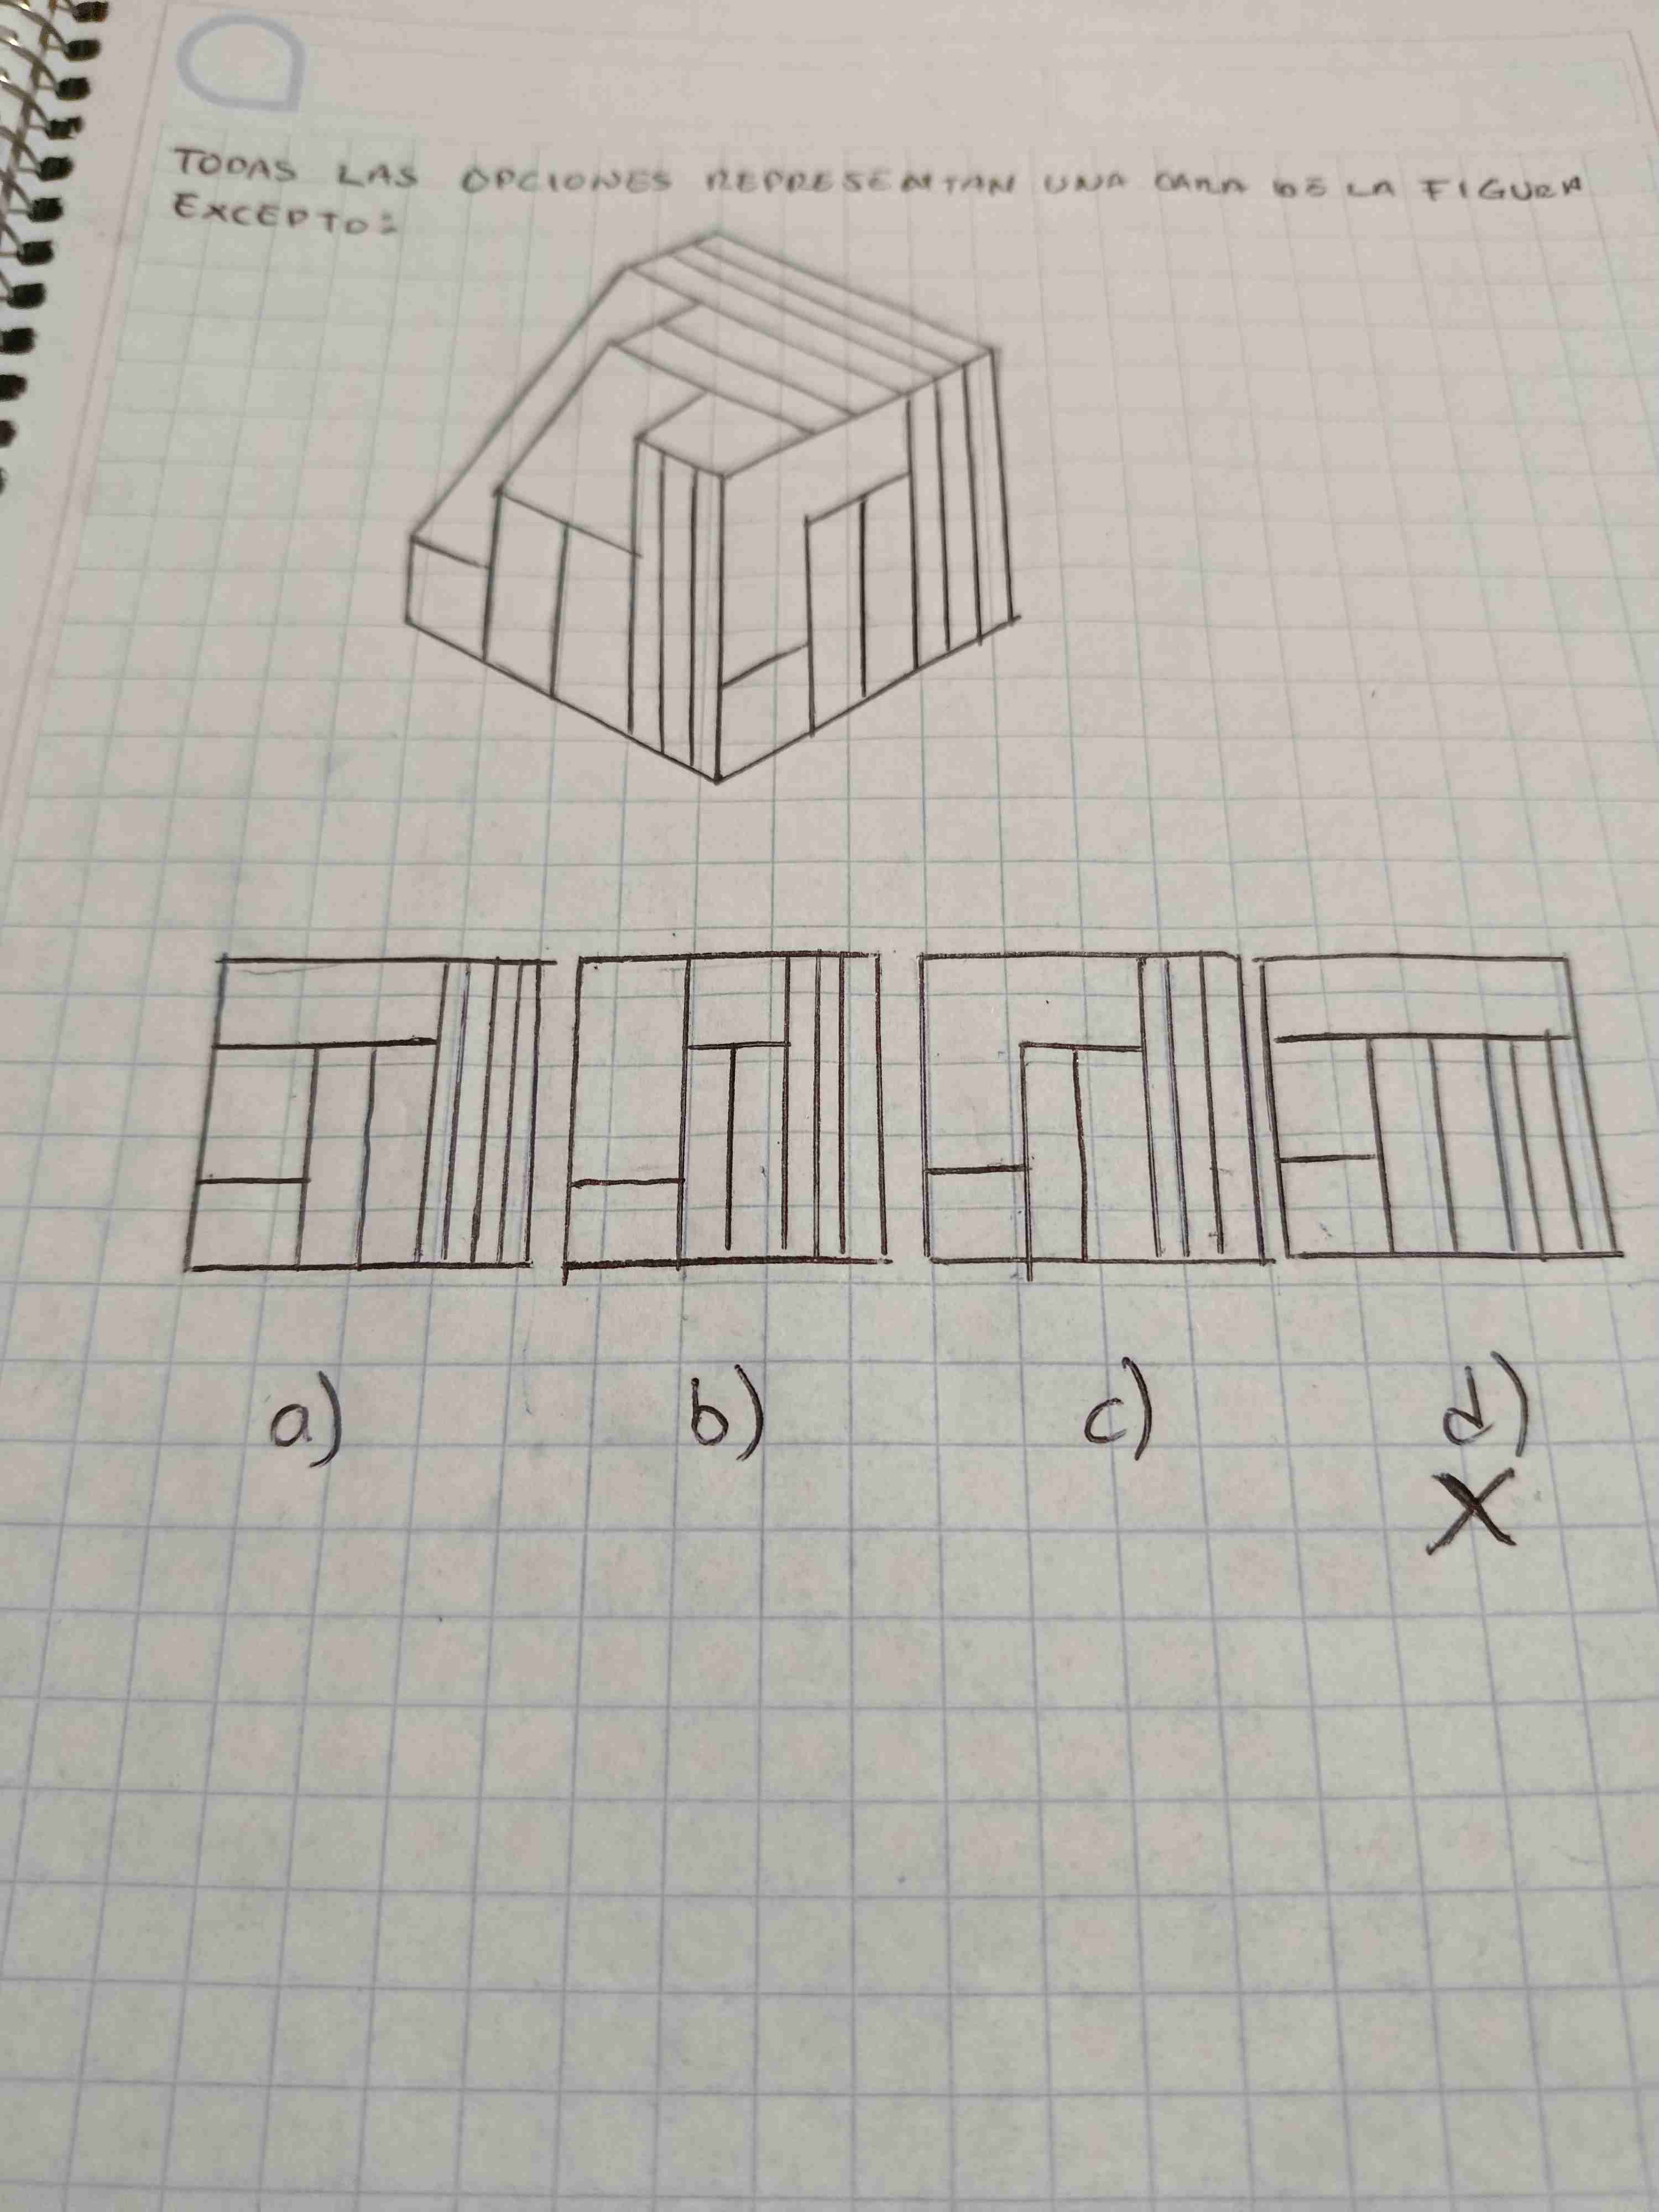 TODAS LAS OPCIONES REPRESENTAN UNA CARA DE LA FIGURA
EXCEPTO:
a) b) c) d)
X